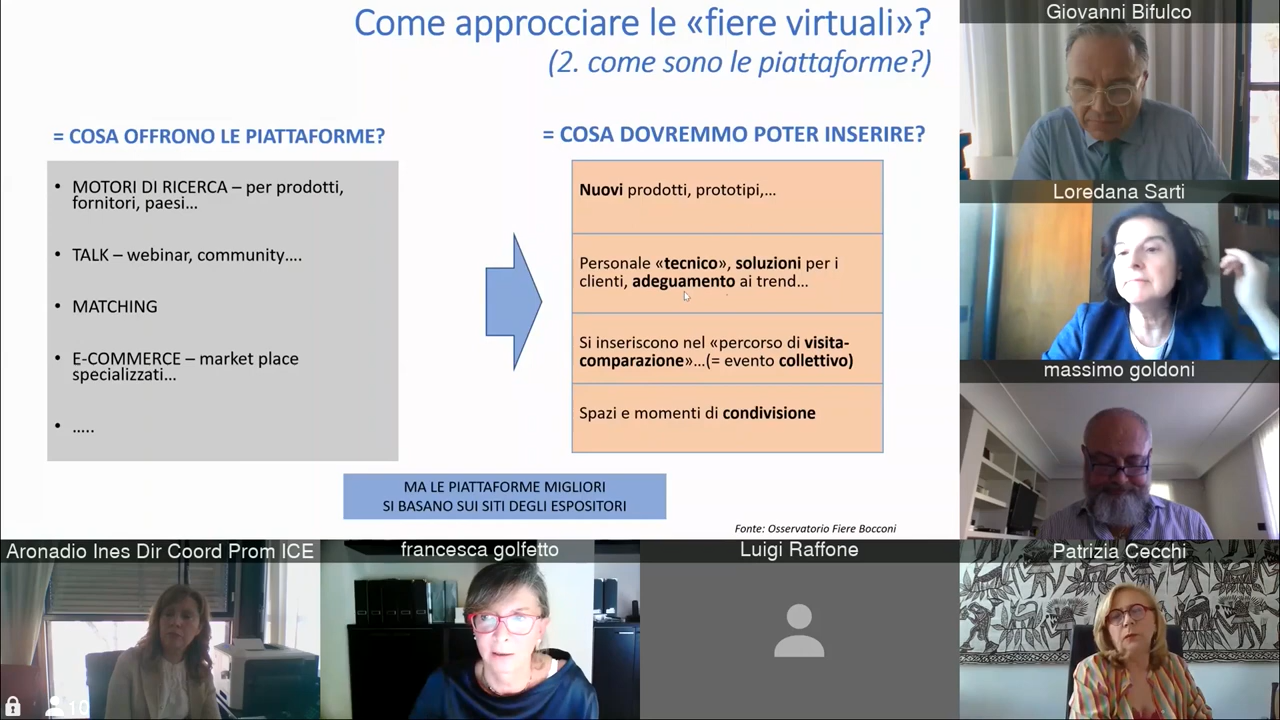 Come approcciare le «fiere virtuali»?
(2. come sono le piattaforme?)
= COSA OFFRONO LE PIATTAFORME?
• MOTORI DI RICERCA – per prodotti,
fornitori, paesi...
• TALK – webinar, community....
• MATCHING
• E-COMMERCE – market place
specializzati...
• .....
= COSA DOVREMMO POTER INSERIRE?
Nuovi prodotti, prototipi,...
Personale «tecnico», soluzioni per i
clienti, adeguamento ai trend...
Si inseriscono nel «percorso di visita-
comparazione»...(= evento collettivo)
Spazi e momenti di condivisione
MA LE PIATTAFORME MIGLIORI
SI BASANO SUI SITI DEGLI ESPOSITORI
Fonte: Osservatorio Fiere Bocconi
Giovanni Bifulco
Loredana Sarti
massimo goldoni
Aronadio Ines Dir Coord Prom ICE
francesca golfetto
Luigi Raffone
Patrizia Cecchi
10